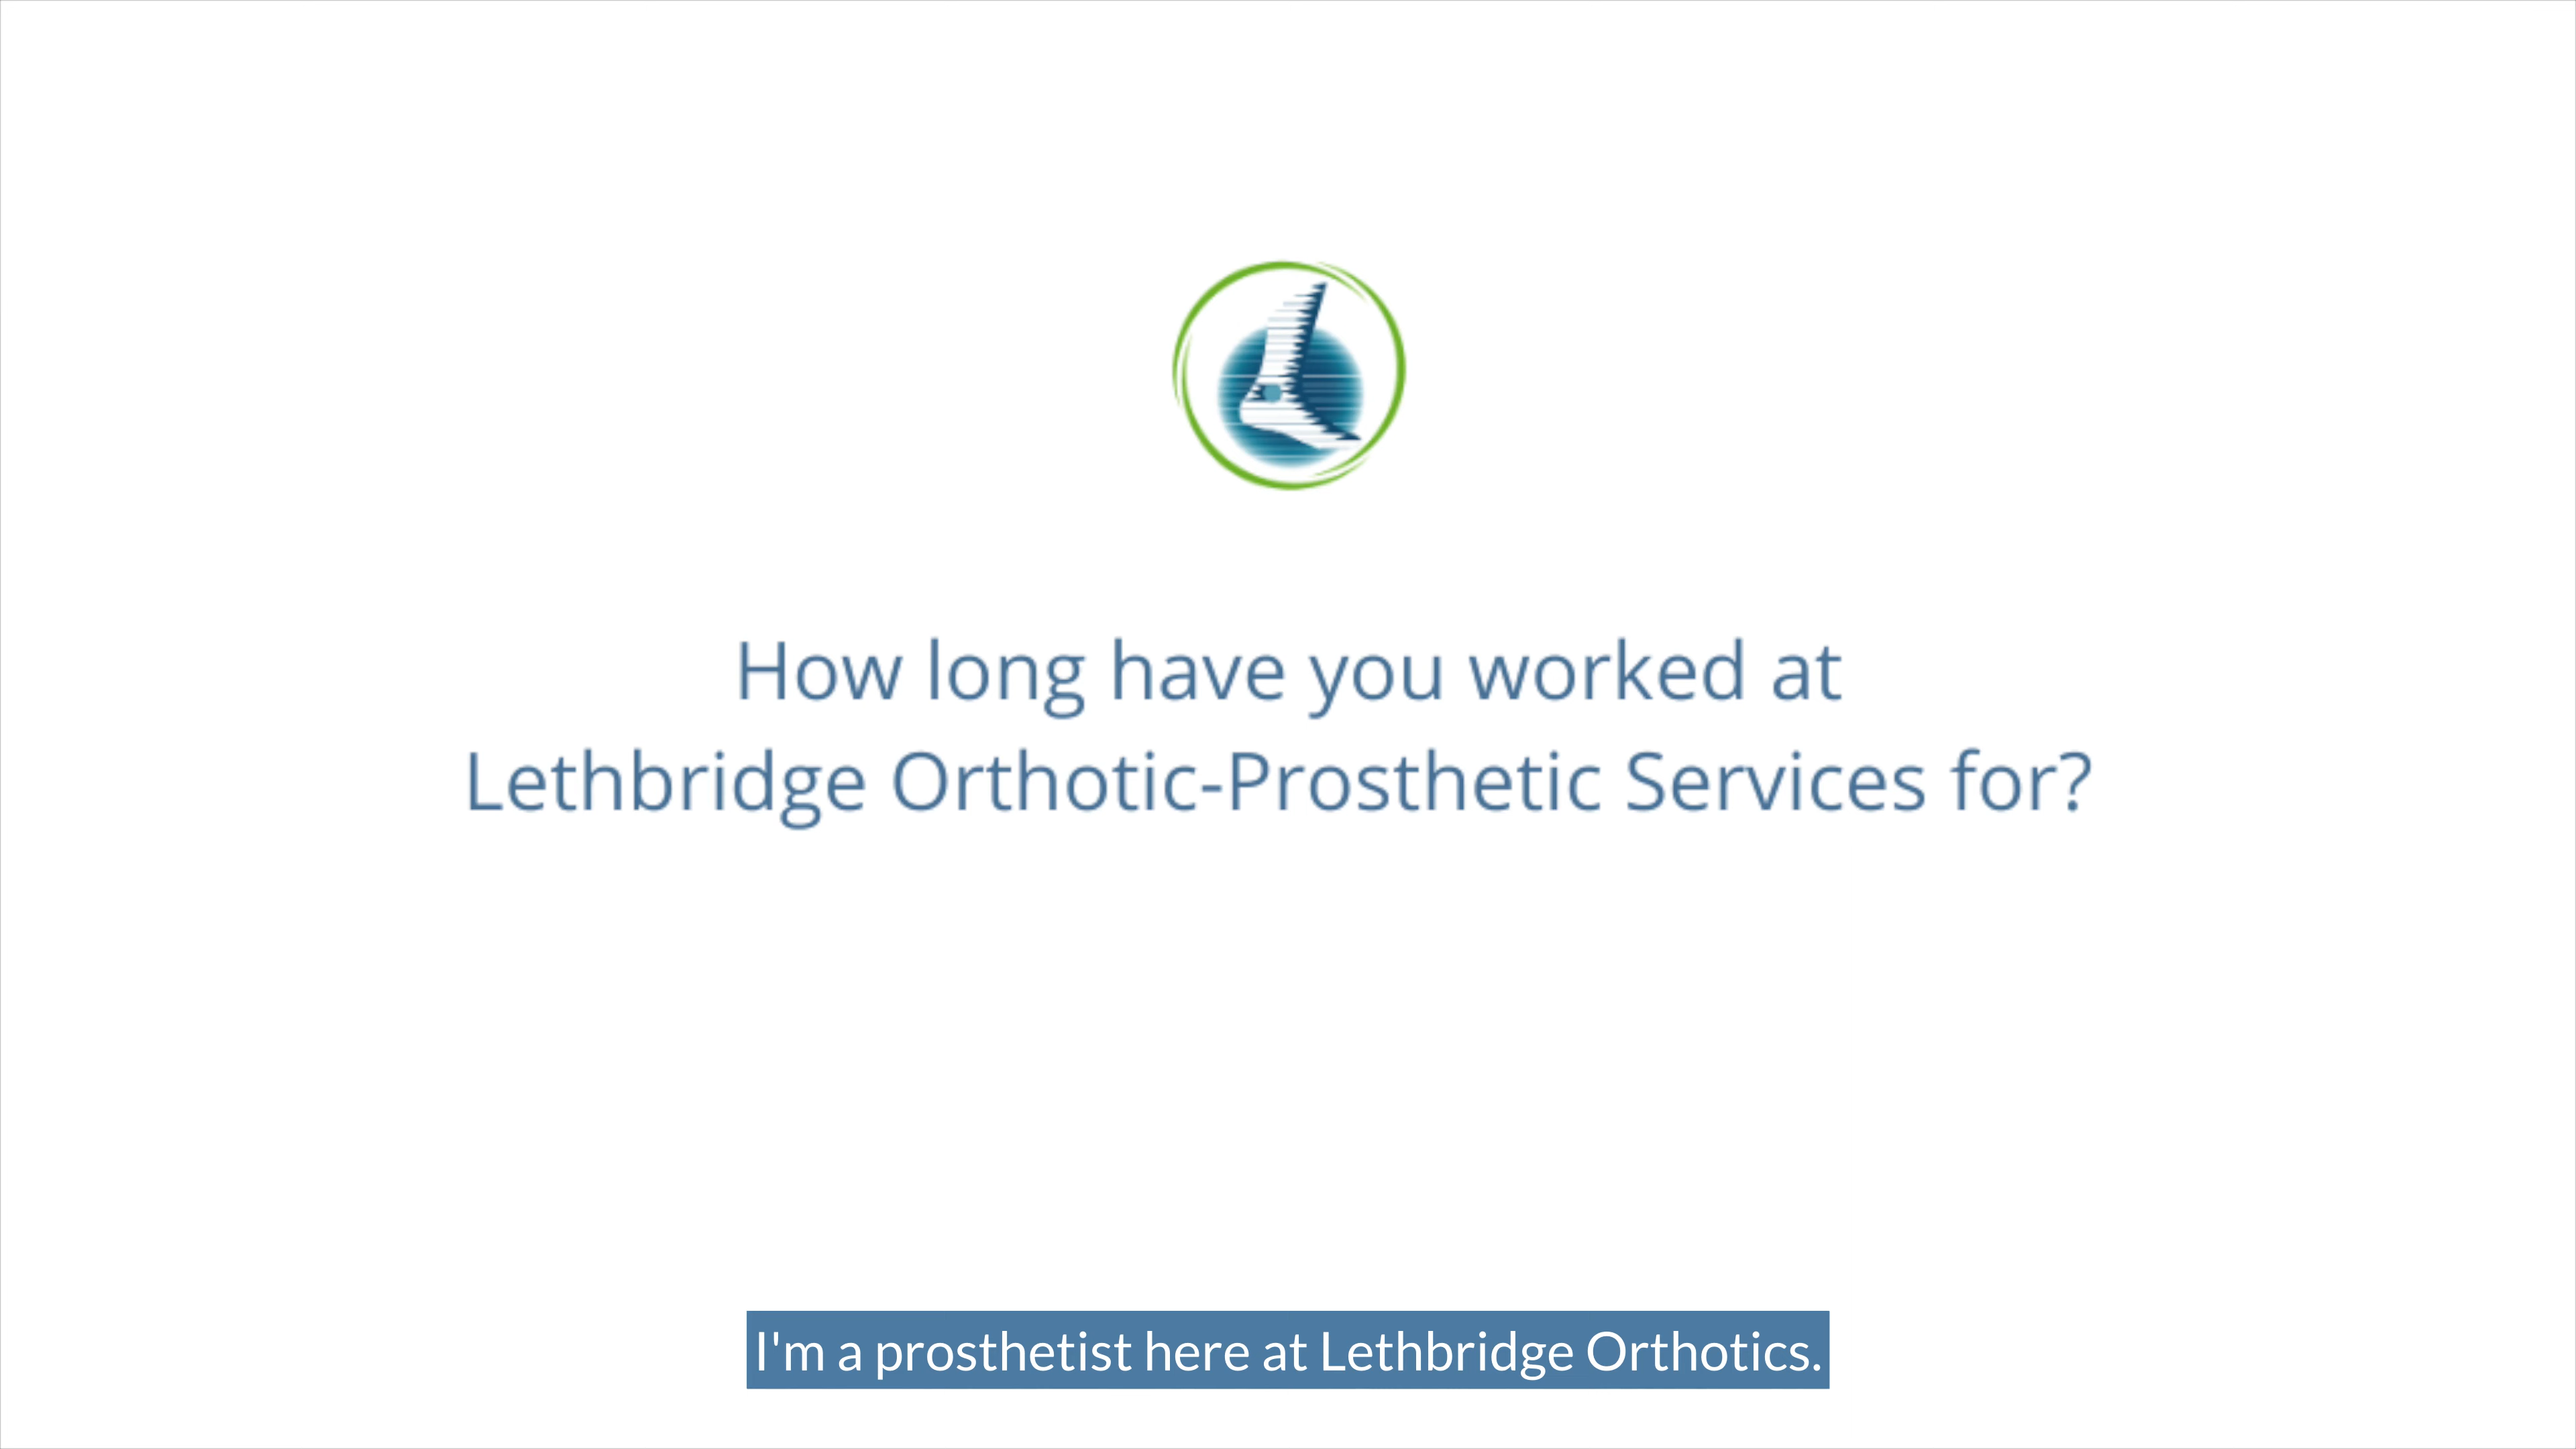 How long have you worked at
Lethbridge Orthotic-Prosthetic Services for?
I'm a prosthetist here at Lethbridge Orthotics.